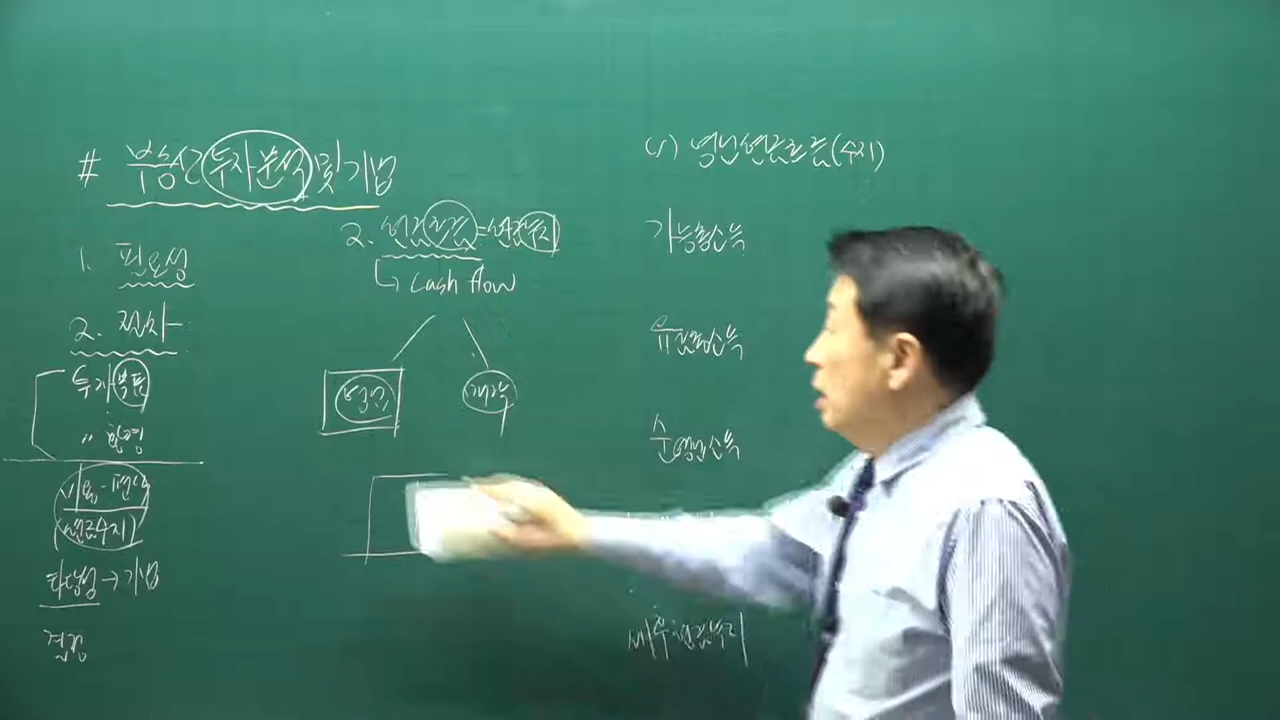 # 부동산 투자분석 및 기법
1. 필요성
2. 절차
투자목표
〃 환경
비용-편익
(현금수지)
타당성 → 기법
결정
2. 현금흐름=현금수지
↳ cash flow
영업
매각
(1) 영업현금흐름(수지)
가능총소득
유효총소득
순영업소득
세후현금수지